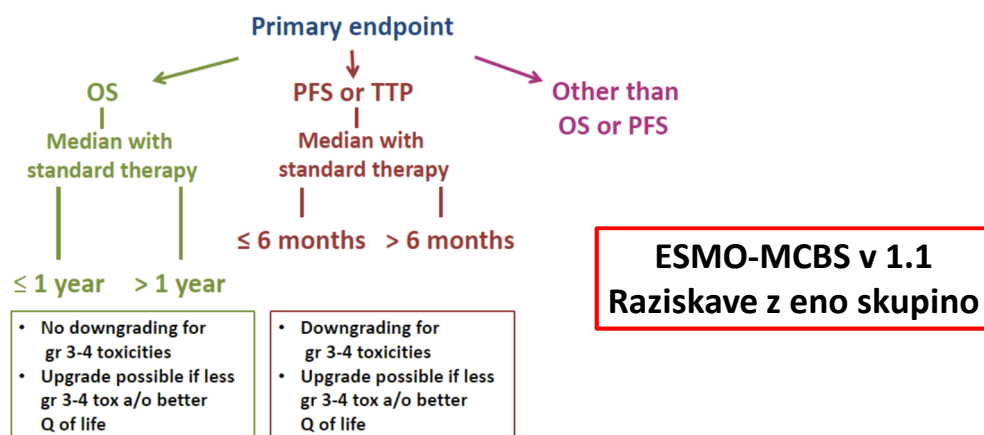 Primary endpoint
OS
Median with
standard therapy
≤ 1 year > 1 year
• No downgrading for
gr 3-4 toxicities
• Upgrade possible if less
gr 3-4 tox a/o better
Q of life
PFS or TTP
Median with
standard therapy
≤ 6 months > 6 months
• Downgrading for
gr 3-4 toxicities
• Upgrade possible if less
gr 3-4 tox a/o better
Q of life
Other than
OS or PFS
ESMO-MCBS v 1.1
Raziskave z eno skupino